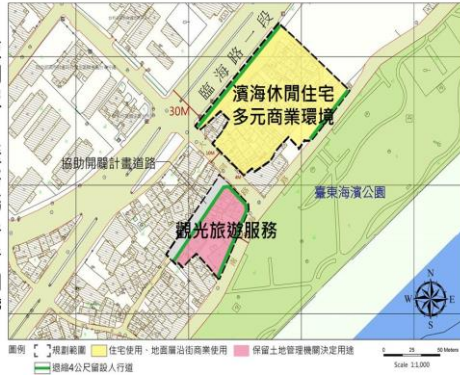 臨海路一段
30M
濱海休閒住宅
多元商業環境
協助開闢計畫道路
臺東海濱公園
觀光旅遊服務
N
W E
S
圖例 規劃範圍 住宅使用、地面層沿街商業使用 保留土地管理機關決定用途
退縮4公尺留設人行道
0 25 50 Meters
Scale 1:1,000